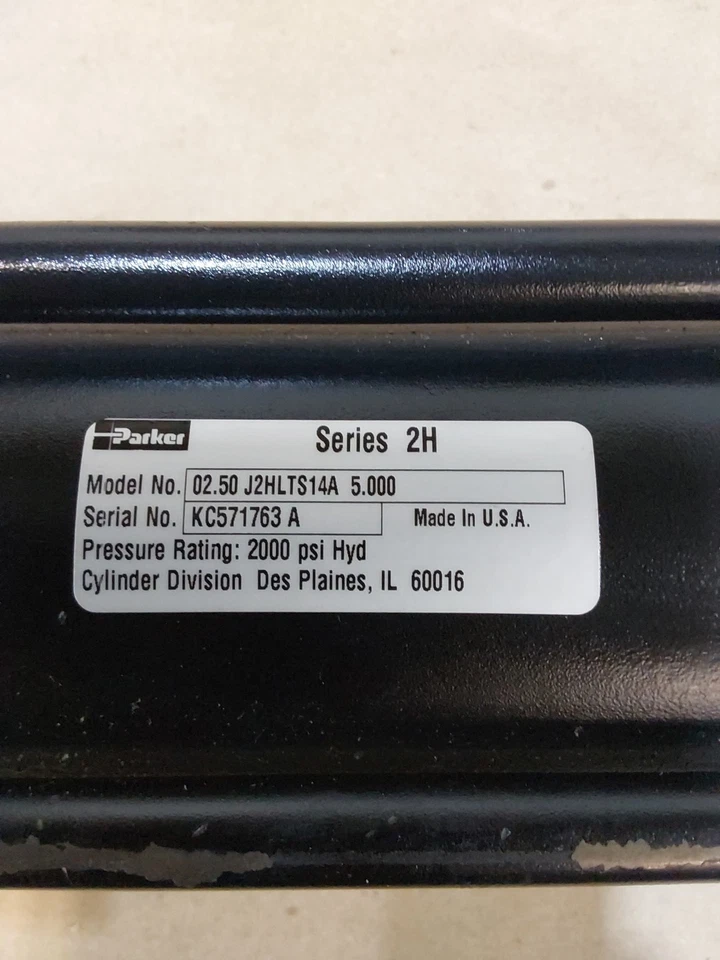 Parker Series 2H
Model No. 02.50 J2HLTS14A 5.000
Serial No. KC571763 A Made In U.S.A.
Pressure Rating: 2000 psi Hyd
Cylinder Division Des Plaines, IL 60016